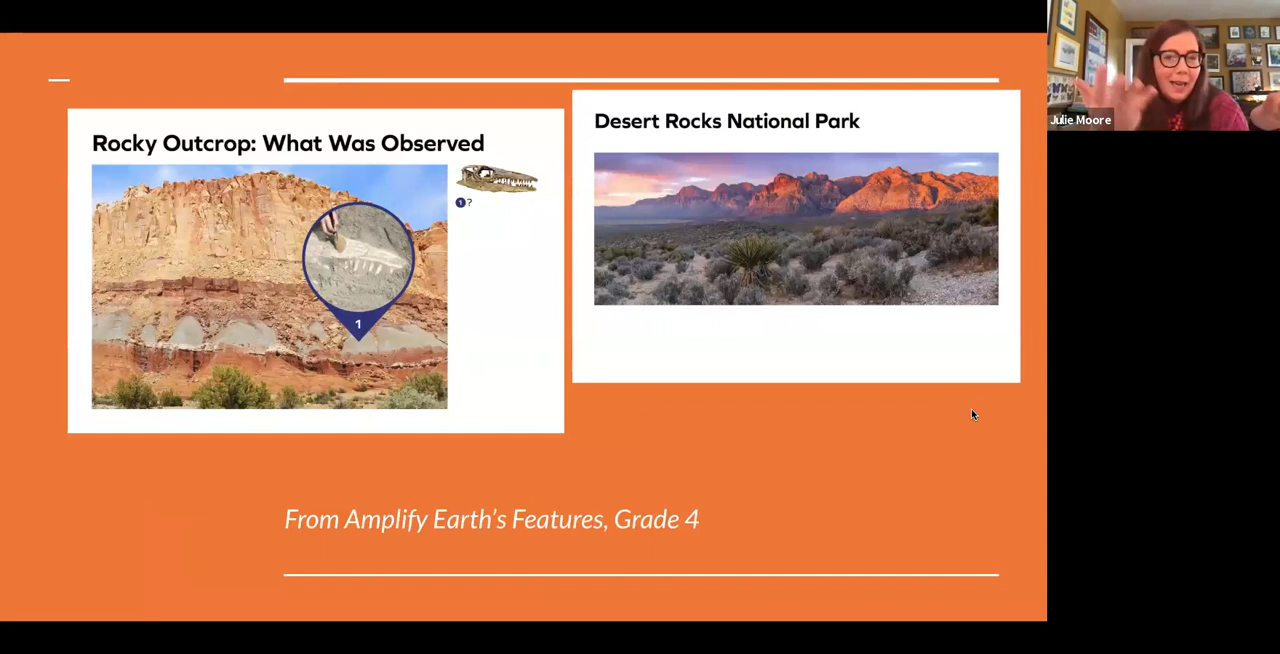 Rocky Outcrop: What Was Observed
1?
1
Desert Rocks National Park
From Amplify Earth's Features, Grade 4
Julie Moore